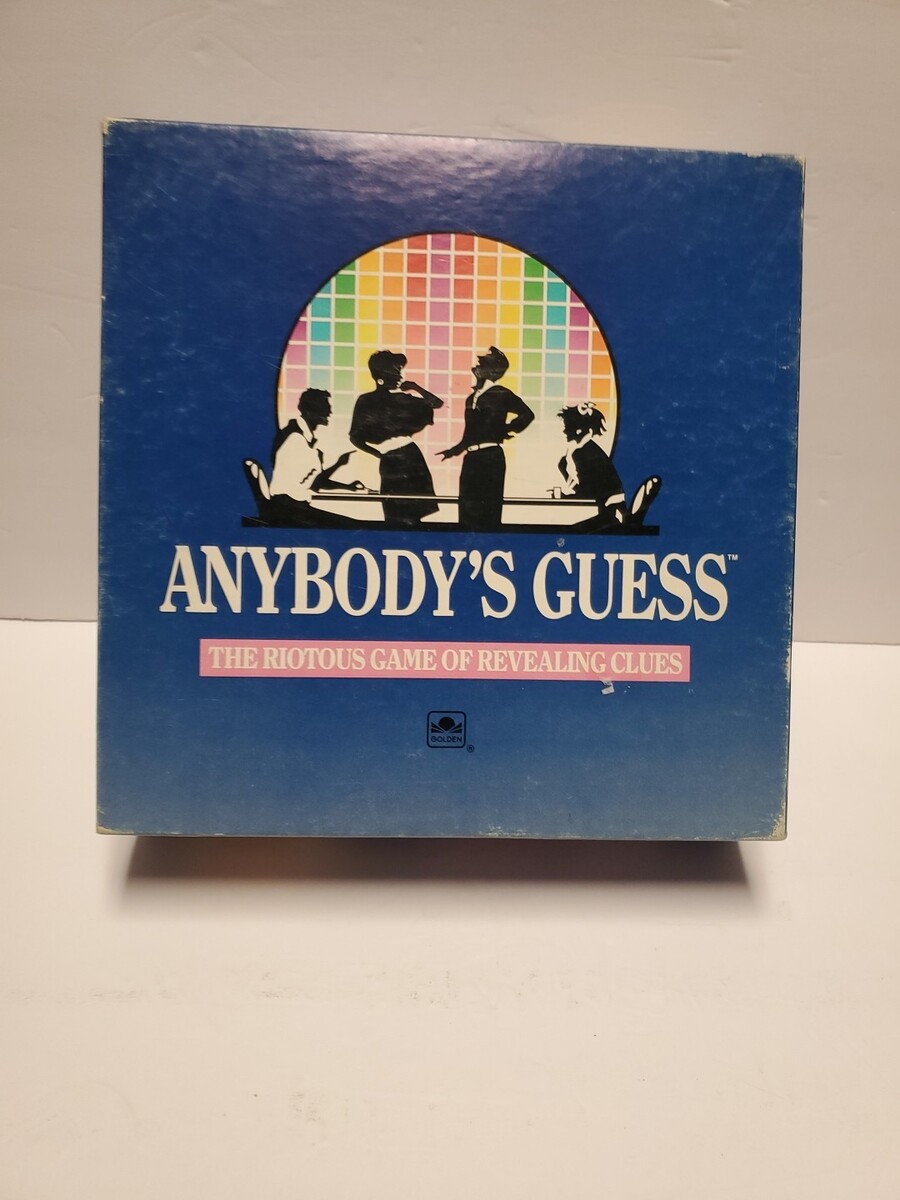 ANYBODY'S GUESS™
THE RIOTOUS GAME OF REVEALING CLUES
GOLDEN®